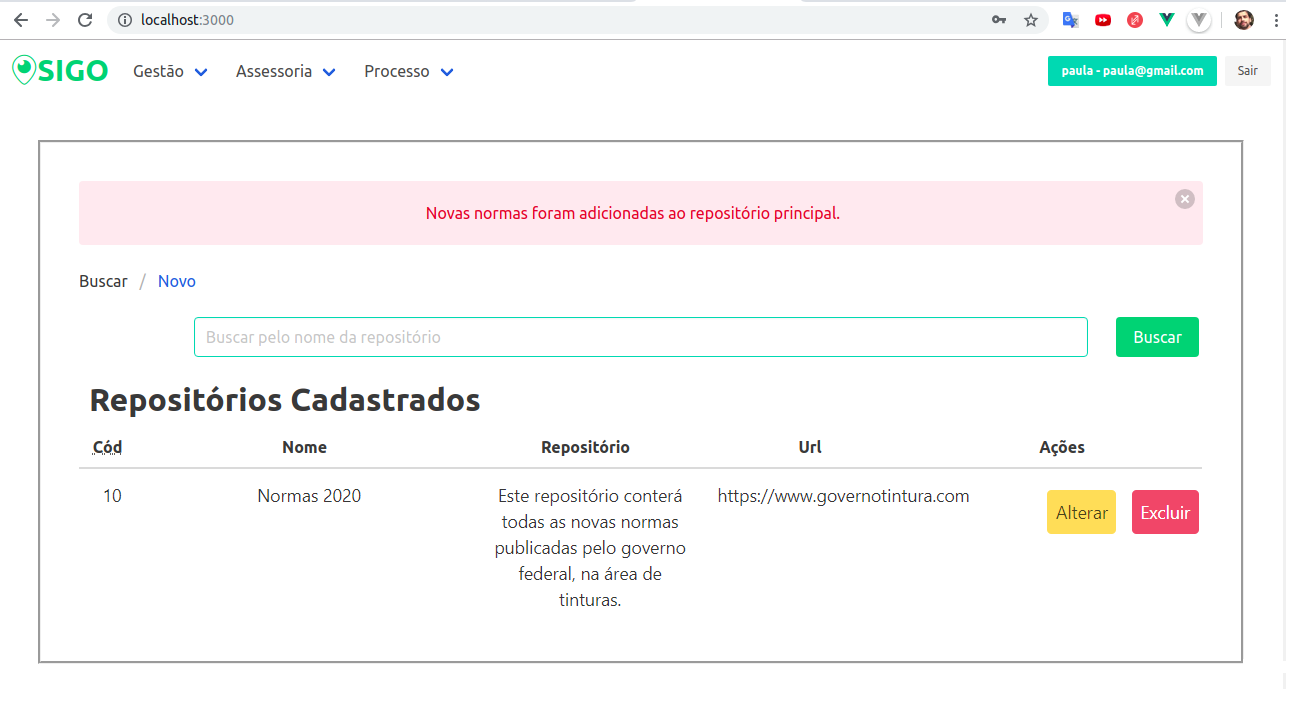 localhost:3000
SIGO Gestão Assessoria Processo paula - paula@gmail.com Sair
Novas normas foram adicionadas ao repositório principal.
Buscar / Novo
Buscar pelo nome da repositório Buscar
Repositórios Cadastrados
Cód Nome Repositório Url Ações
10 Normas 2020 Este repositório conterá https://www.governotintura.com Alterar Excluir
todas as novas normas
publicadas pelo governo
federal, na área de
tinturas.